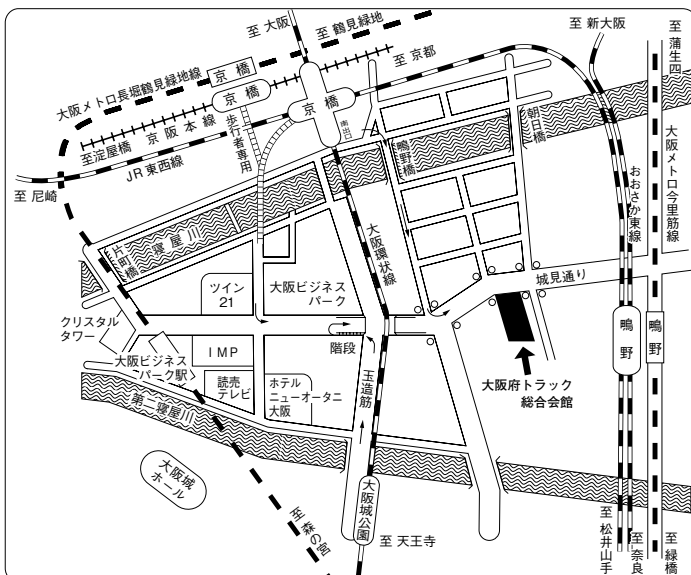 至 大阪
至 鶴見緑地
至 京都
至 新大阪
至 蒲生四
大阪メトロ長堀鶴見緑地線
京橋
京橋
京橋
京阪本線
至淀屋橋
歩行者専用
南出口
JR東西線
至 尼崎
鴫野橋
朝日橋
大阪メトロ今里筋線
おおさか東線
片町橋
寝屋川
大阪環状線
城見通り
ツイン
21
大阪ビジネス
パーク
クリスタル
タワー
階段
鴫野
鴫野
大阪ビジネス
パーク駅
IMP
読売
テレビ
ホテル
ニューオータニ
大阪
玉造筋
大阪府トラック
総合会館
第二寝屋川
大阪城
ホール
大阪城公園
至 森の宮
至 天王寺
至 松井山手
至 奈良
至 緑橋